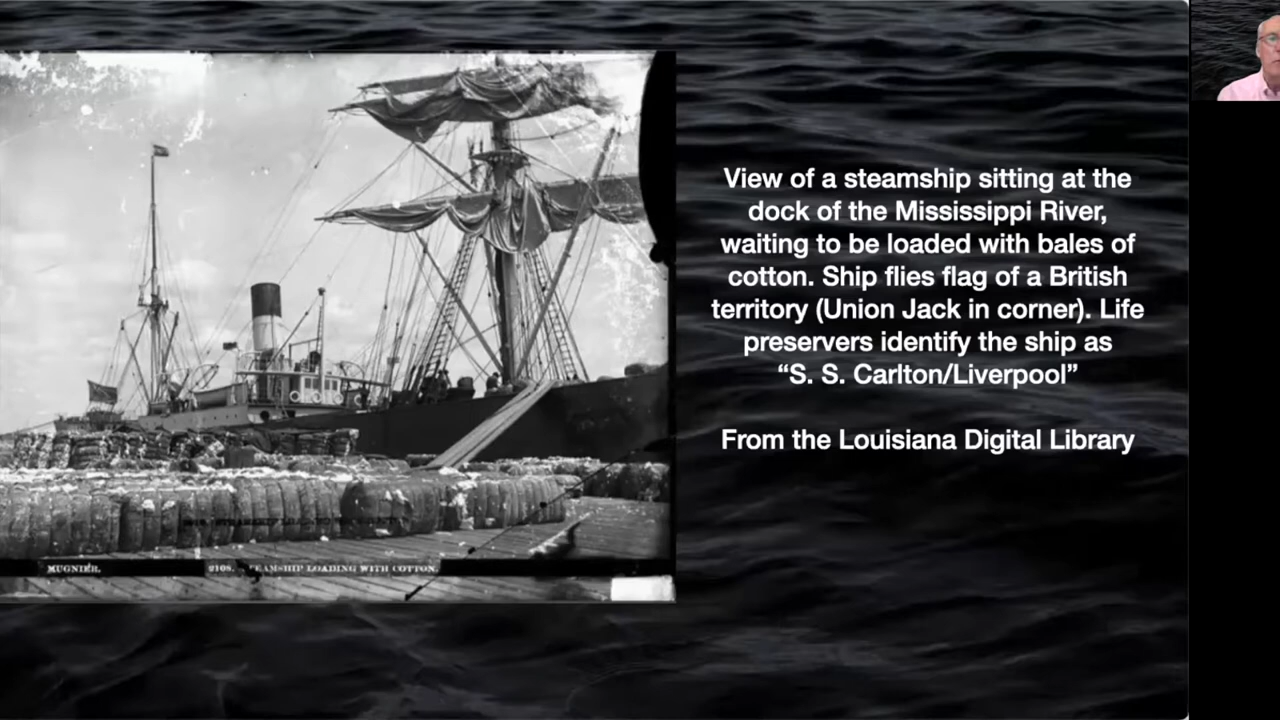 View of a steamship sitting at the
dock of the Mississippi River,
waiting to be loaded with bales of
cotton. Ship flies flag of a British
territory (Union Jack in corner). Life
preservers identify the ship as
“S. S. Carlton/Liverpool”
From the Louisiana Digital Library
MUGNIER.
2108. STEAMSHIP LOADING WITH COTTON.